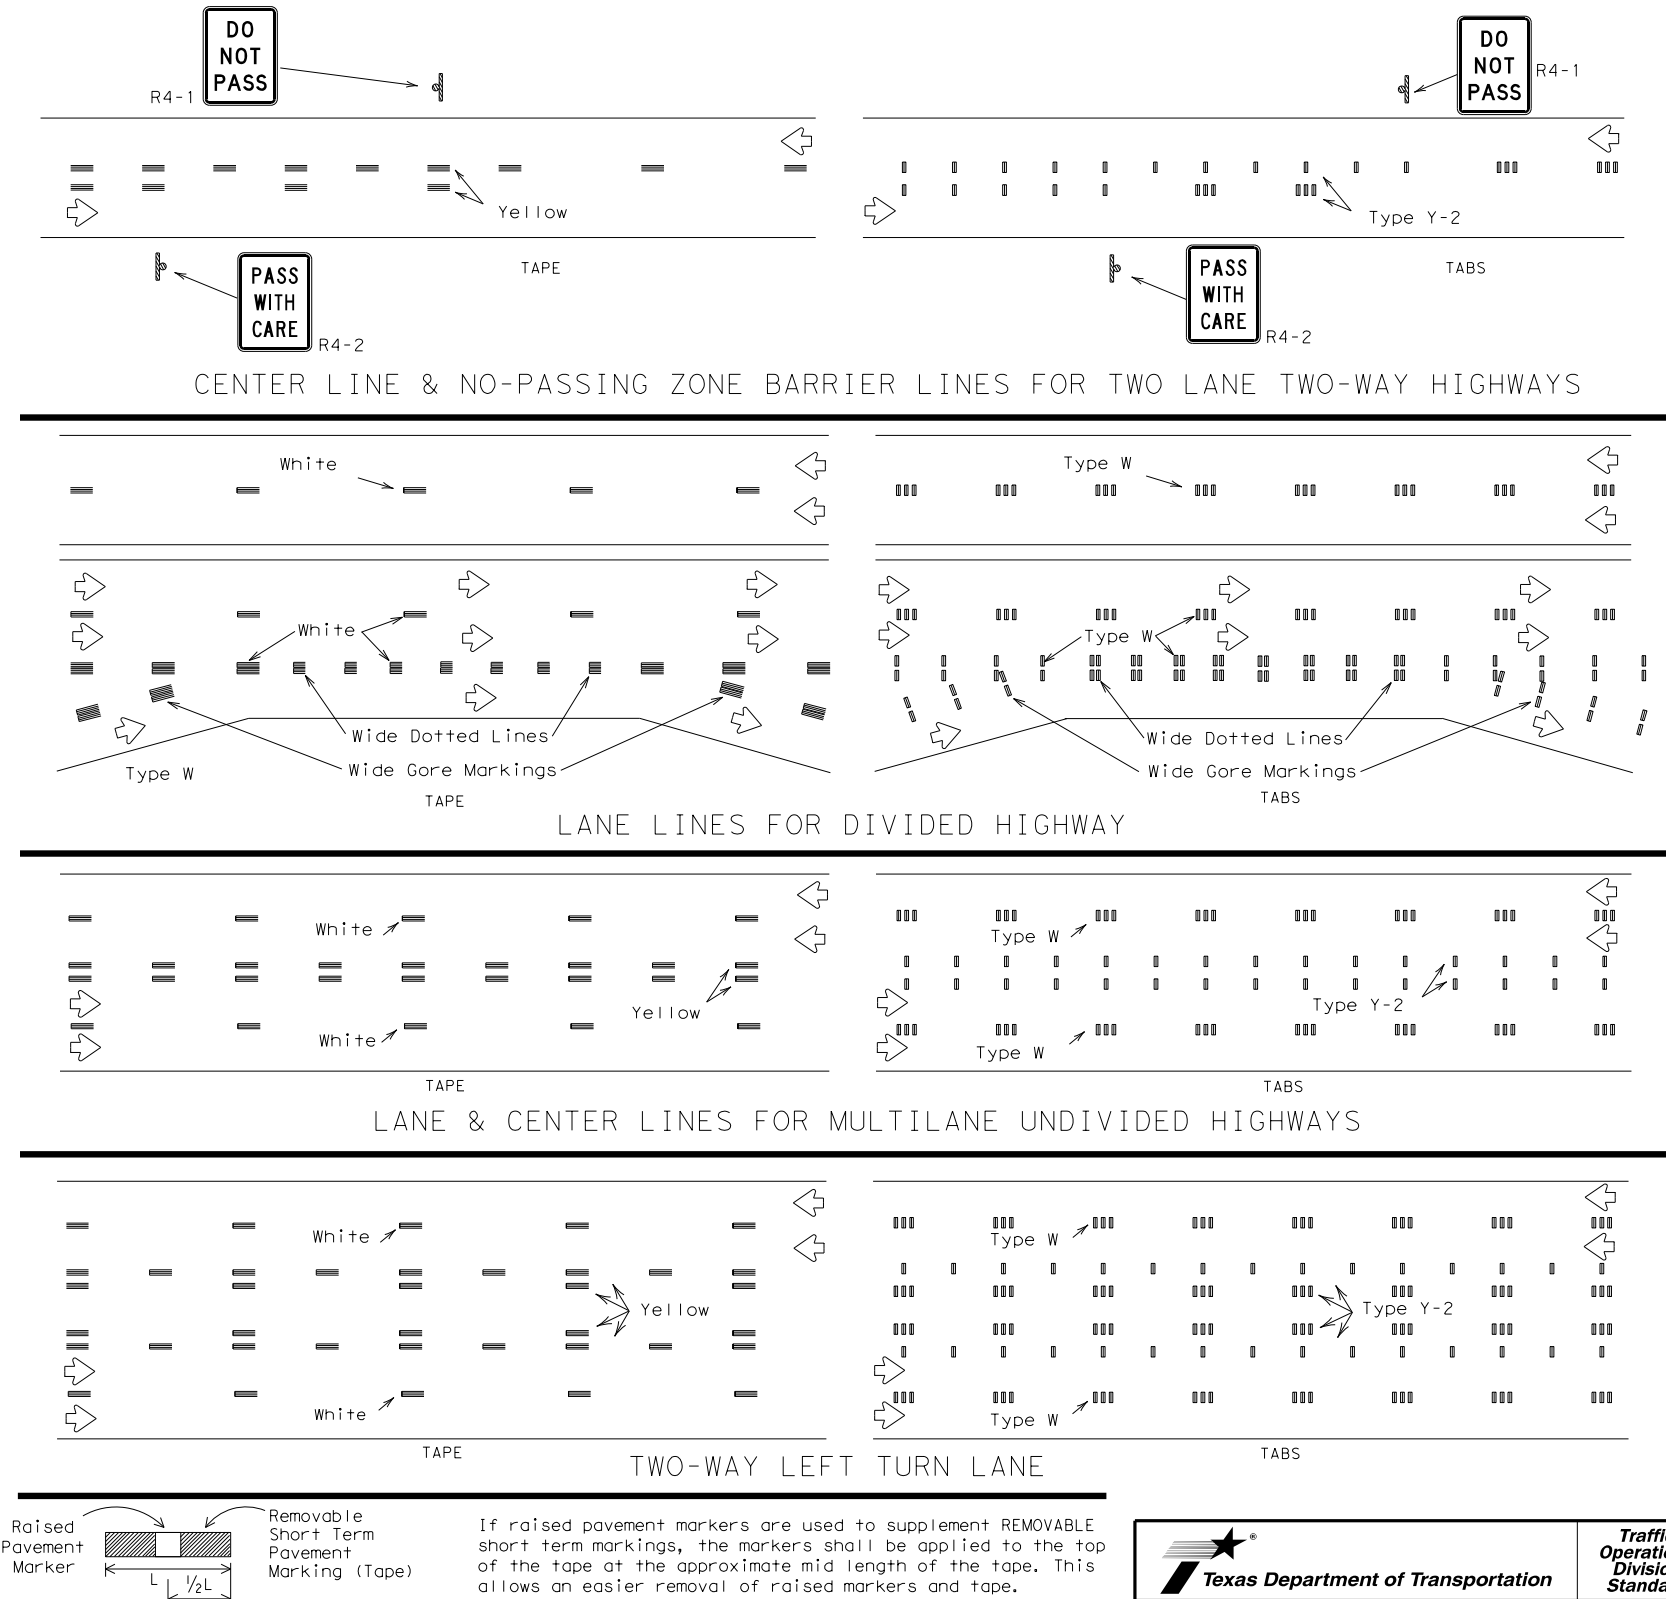 DO
NOT
PASS
R4-1
DO
NOT
PASS
R4-1
Yellow
Type Y-2
TAPE
TABS
PASS
WITH
CARE
R4-2
PASS
WITH
CARE
R4-2
CENTER LINE & NO-PASSING ZONE BARRIER LINES FOR TWO LANE TWO-WAY HIGHWAYS
White
Type W
White
Type W
Wide Dotted Lines
Wide Dotted Lines
Type W
Wide Gore Markings
Wide Gore Markings
TAPE
TABS
LANE LINES FOR DIVIDED HIGHWAY
White
Type W
Yellow
Type Y-2
White
Type W
TAPE
TABS
LANE & CENTER LINES FOR MULTILANE UNDIVIDED HIGHWAYS
White
Type W
Yellow
Type Y-2
White
Type W
TAPE
TABS
TWO-WAY LEFT TURN LANE
Raised
Pavement
Marker
L
1/2L
Removable
Short Term
Pavement
Marking (Tape)
If raised pavement markers are used to supplement REMOVABLE
short term markings, the markers shall be applied to the top
of the tape at the approximate mid length of the tape. This
allows an easier removal of raised markers and tape.
®
Texas Department of Transportation